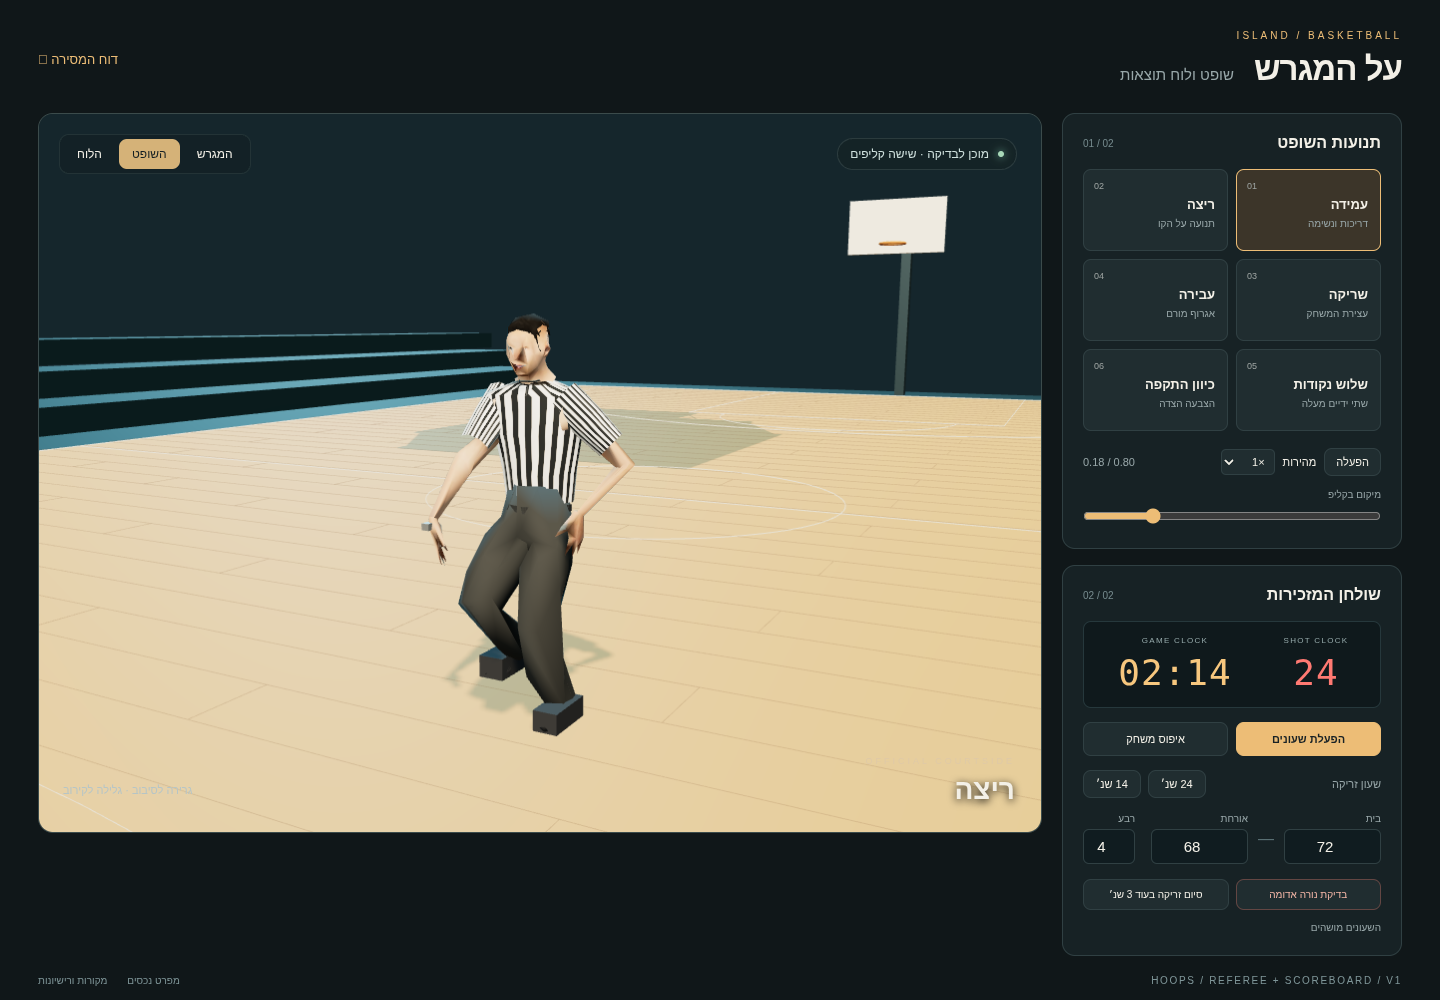 ISLAND / BASKETBALL
על המגרש
שופט ולוח תוצאות
דוח המסירה
תנועות השופט
01 / 02
01
עמידה
דריכות ונשימה
02
ריצה
תנועה על הקו
03
שריקה
עצירת המשחק
04
עבירה
אגרוף מורם
05
שלוש נקודות
שתי ידיים מעלה
06
כיוון התקפה
הצבעה הצדה
הפעלה
מהירות
1×
0.18 / 0.80
מיקום בקליפ
שולחן המזכירות
02 / 02
SHOT CLOCK
24
GAME CLOCK
02:14
הפעלת שעונים
איפוס משחק
שעון זריקה
24 שנ׳
14 שנ׳
בית
72
—
אורחת
68
רבע
4
בדיקת נורה אדומה
סיום זריקה בעוד 3 שנ׳
השעונים מושהים
מוכן לבדיקה · שישה קליפים
המגרש
השופט
הלוח
ריצה
גרירה לסיבוב · גלילה לקירוב
HOOPS / REFEREE + SCOREBOARD / V1
מפרט נכסים
מקורות ורישיונות